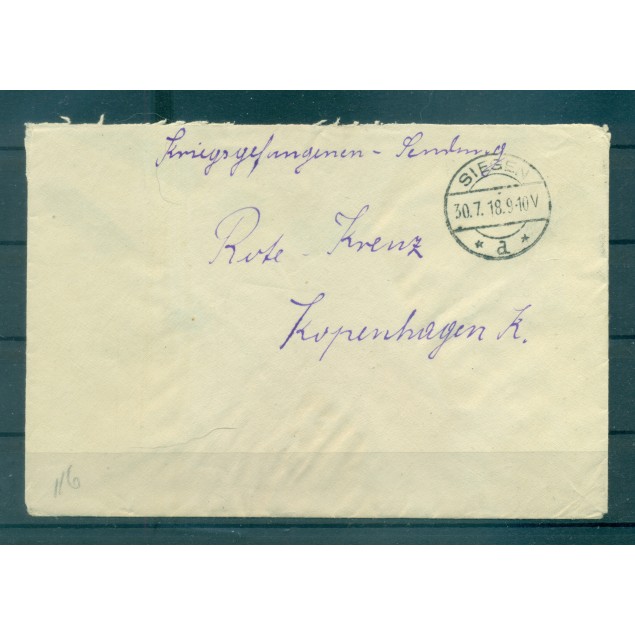 Kriegsgefangenen - Sendung
SIEGEN
30.7.18.9-10V
* a *
Rote - Kreuz
Kopenhagen K.
116